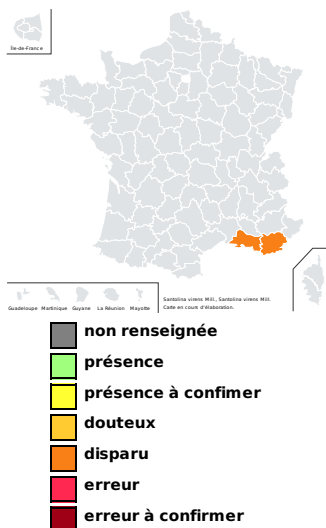 Île-de-France
Guadeloupe Martinique Guyane La Réunion Mayotte
Santolina virens Mill., Santolina virens Mill.
Carte en cours d'élaboration.
non renseignée
présence
présence à confimer
douteux
disparu
erreur
erreur à confirmer